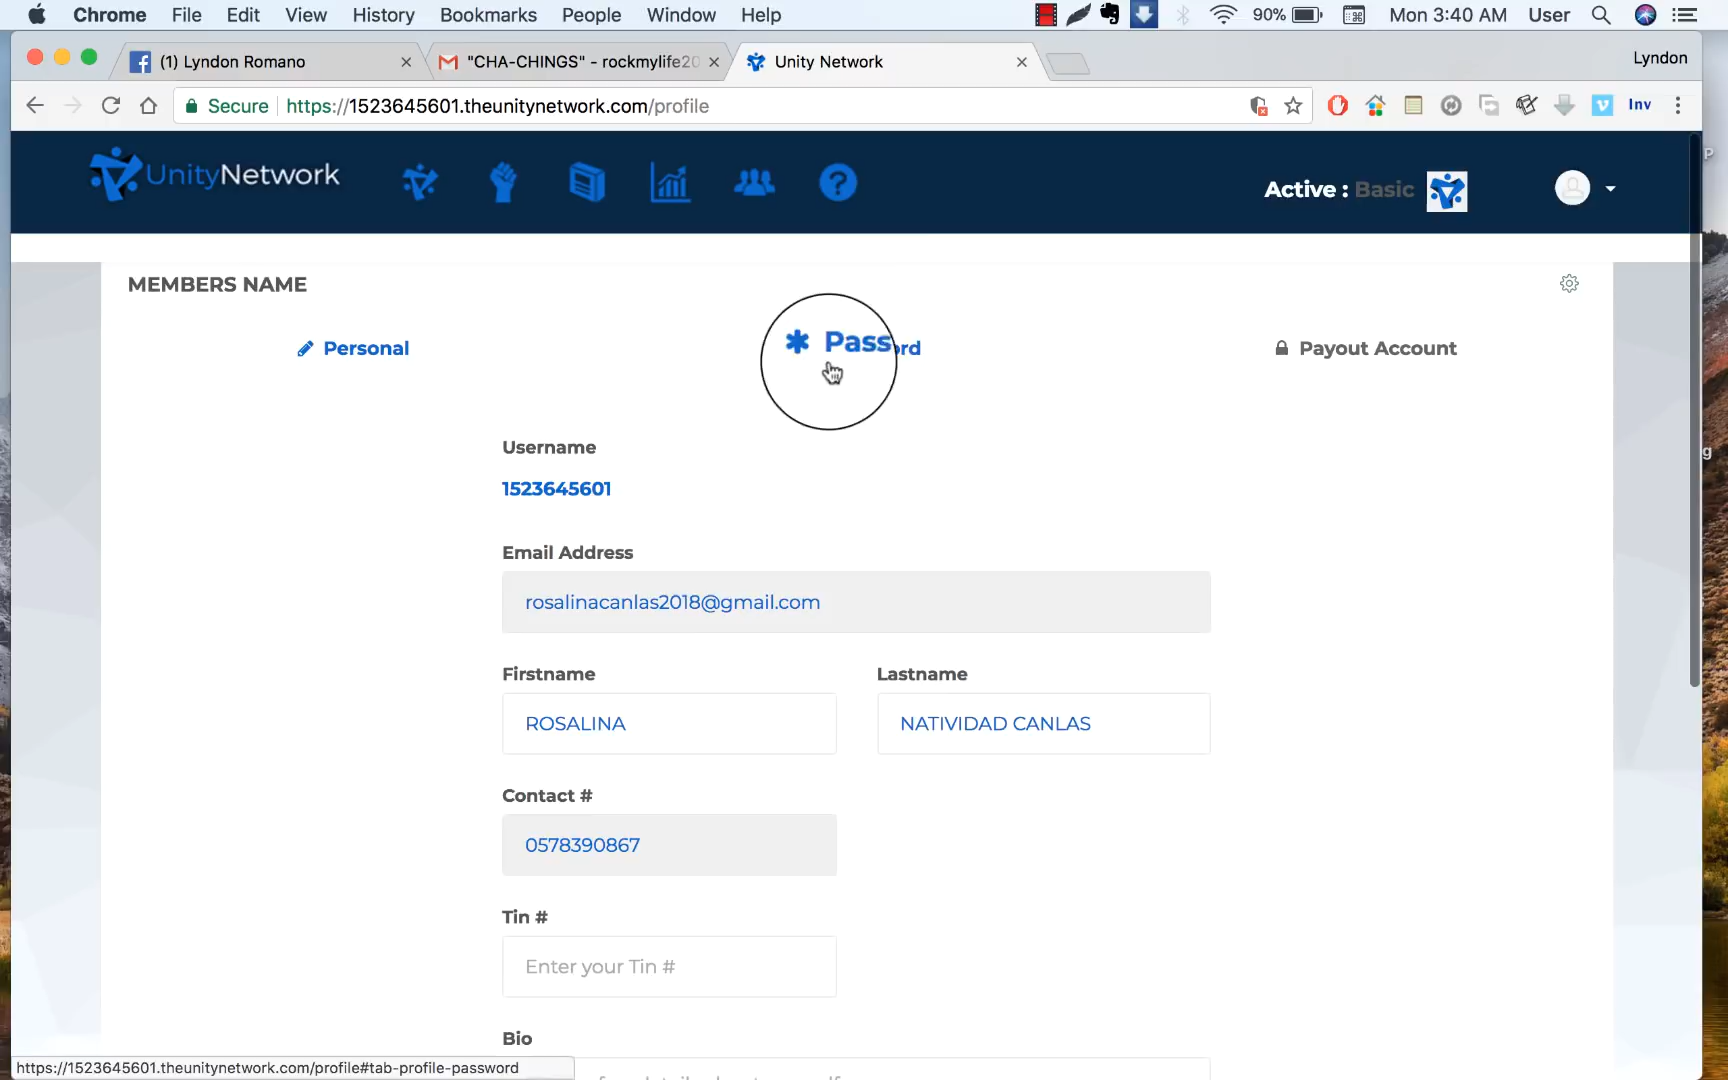 Chrome File Edit View History Bookmarks People Window Help 90% Mon 3:40 AM User
(1) Lyndon Romano "CHA-CHINGS" - rockmylife20 Unity Network Lyndon
Secure https://1523645601.theunitynetwork.com/profile Inv
UnityNetwork Active : Basic
MEMBERS NAME
Personal Password Payout Account
Username
1523645601
Email Address
rosalinacanlas2018@gmail.com
Firstname Lastname
ROSALINA NATIVIDAD CANLAS
Contact #
0578390867
Tin #
Enter your Tin #
Bio
https://1523645601.theunitynetwork.com/profile#tab-profile-password